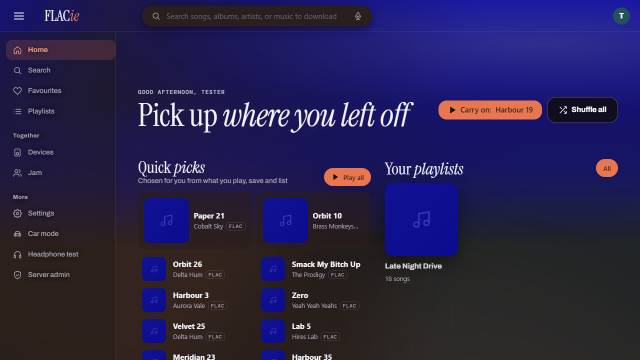 FLACie
Search songs, albums, artists, or music to download
T
Home
Search
Favourites
Playlists
Together
Devices
Jam
More
Settings
Car mode
Headphone test
Server admin
GOOD AFTERNOON, TESTER
Pick up where you left off
Carry on: Harbour 19
Shuffle all
Quick picks
Chosen for you from what you play, save and list
Play all
Paper 21
Cobalt Sky FLAC
Orbit 10
Brass Monkeys...
Orbit 26
Delta Hum FLAC
Smack My Bitch Up
The Prodigy FLAC
Harbour 3
Aurora Vale FLAC
Zero
Yeah Yeah Yeahs FLAC
Velvet 25
Delta Hum FLAC
Lab 5
Hires Lab FLAC
Meridian 23
Harbour 35
Your playlists
All
Late Night Drive
18 songs